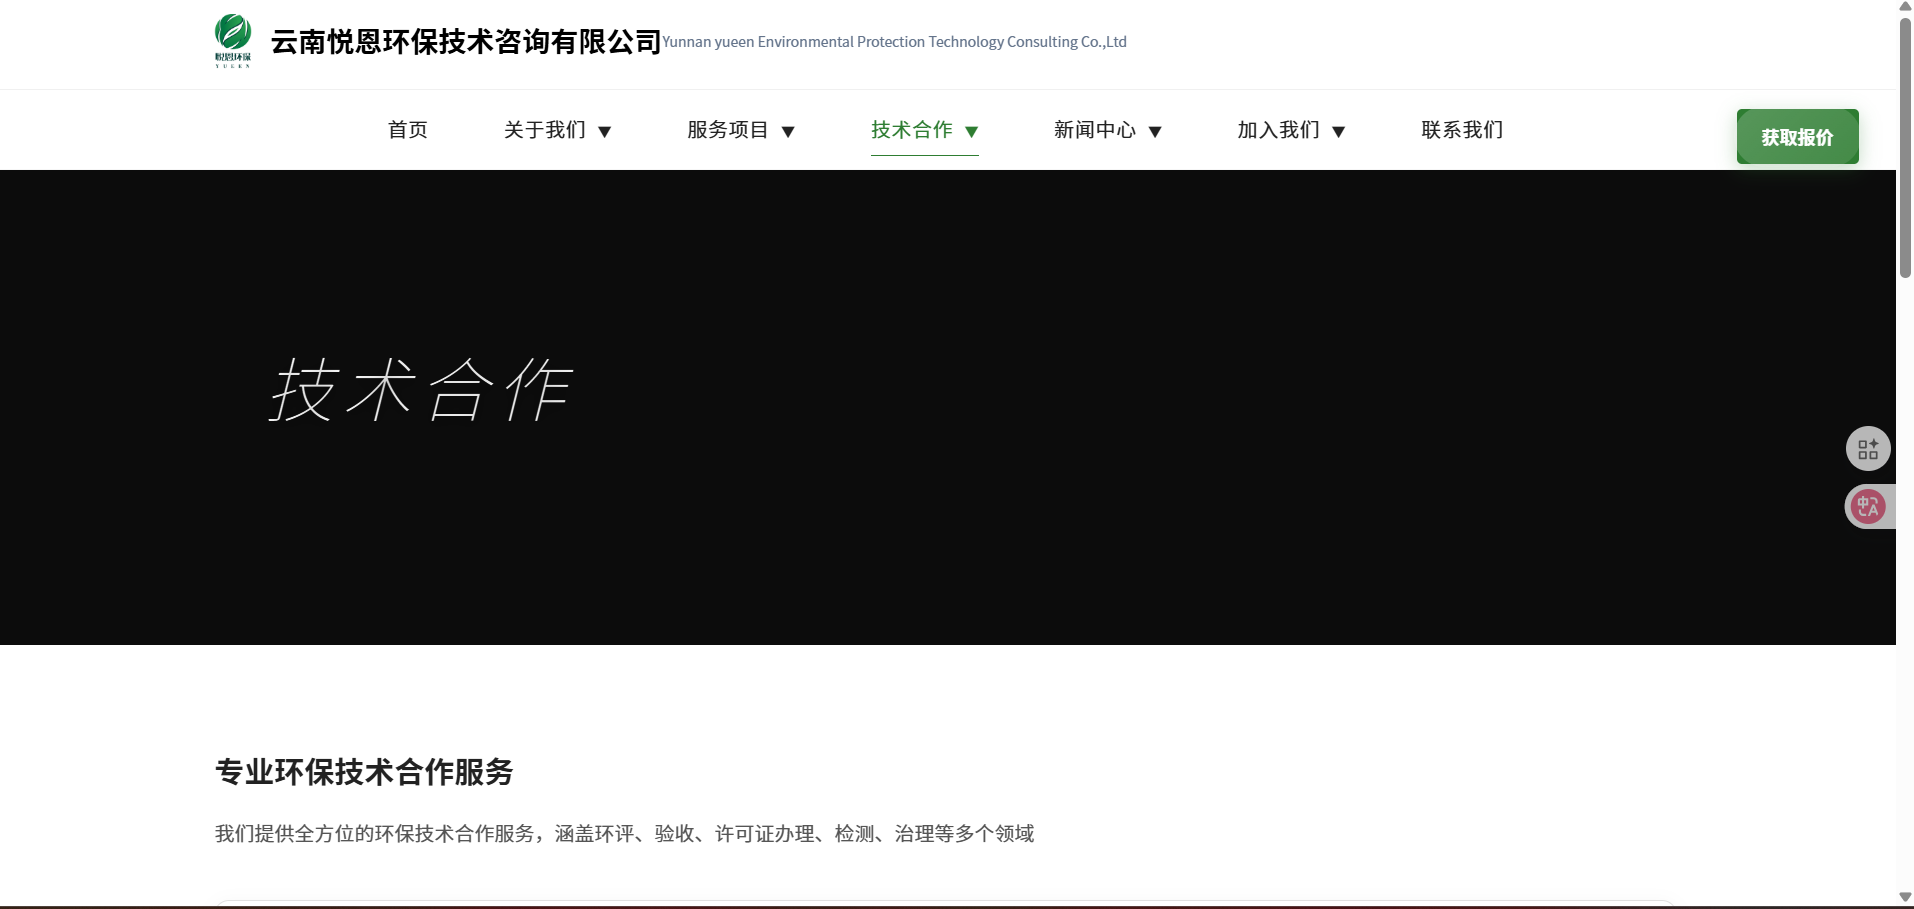 云南悦恩环保技术咨询有限公司 Yunnan yueen Environmental Protection Technology Consulting Co.,Ltd
悦恩环保
YUEEN
首页 关于我们 ▼ 服务项目 ▼ 技术合作 ▼ 新闻中心 ▼ 加入我们 ▼ 联系我们 获取报价
技术合作
中A
专业环保技术合作服务
我们提供全方位的环保技术合作服务，涵盖环评、验收、许可证办理、检测、治理等多个领域